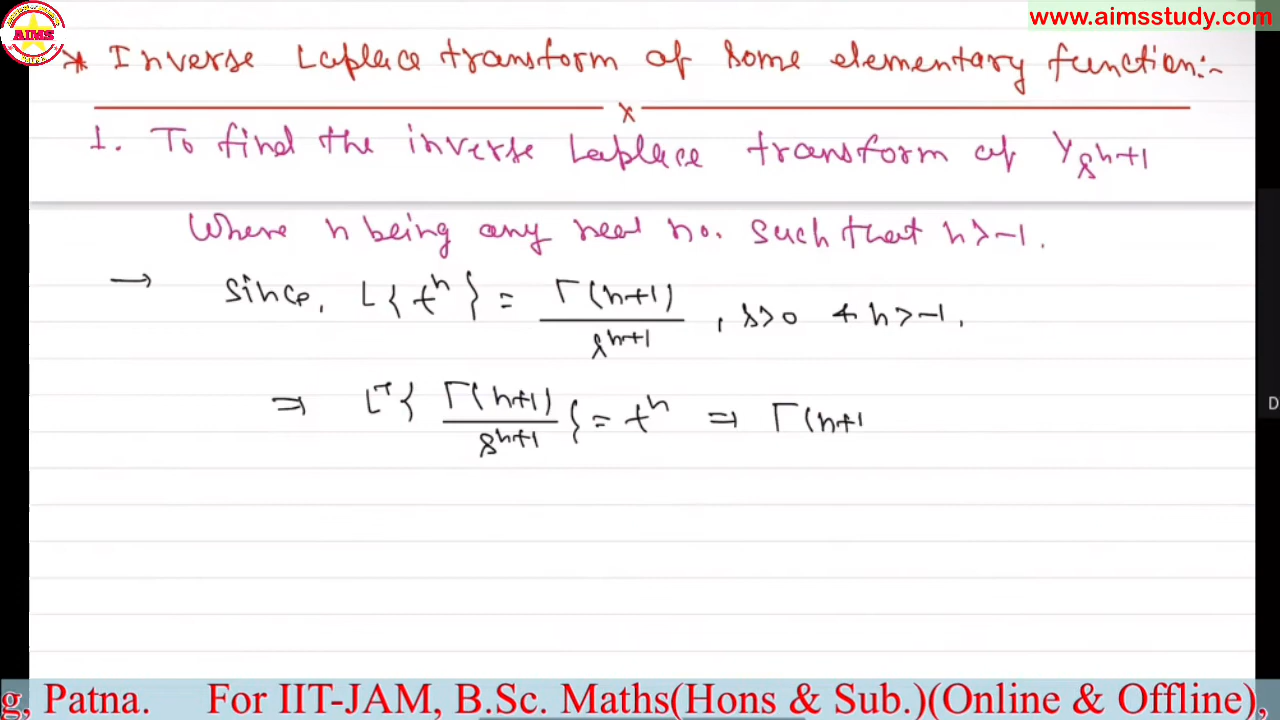 AIMS
www.aimsstudy.com
* Inverse Laplace transform of some elementary function:-
x
1. To find the inverse Laplace transform of 1/s^{n+1}
Where n being any real no. such that n>-1.
→ Since, L{t^n} = Γ(n+1)/s^{n+1}, s>0 & n>-1.
⇒ L⁻¹{Γ(n+1)/s^{n+1}} = t^n ⇒ Γ(n+1
D
g, Patna. For IIT-JAM, B.Sc. Maths(Hons & Sub.)(Online & Offline),